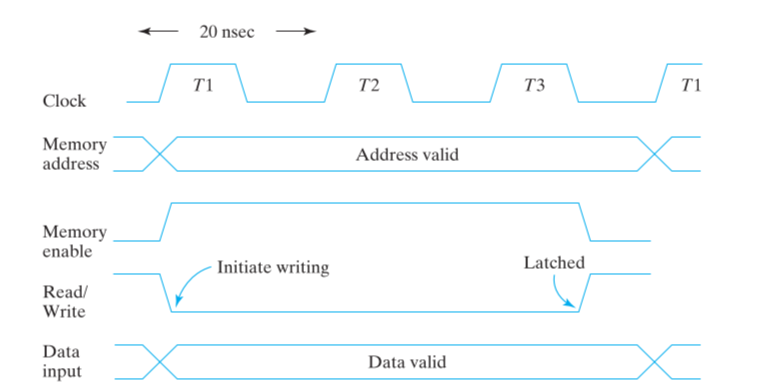 20 nsec
T1
T2
T3
T1
Clock
Memory
address
Address valid
Memory
enable
Initiate writing
Latched
Read/
Write
Data
input
Data valid